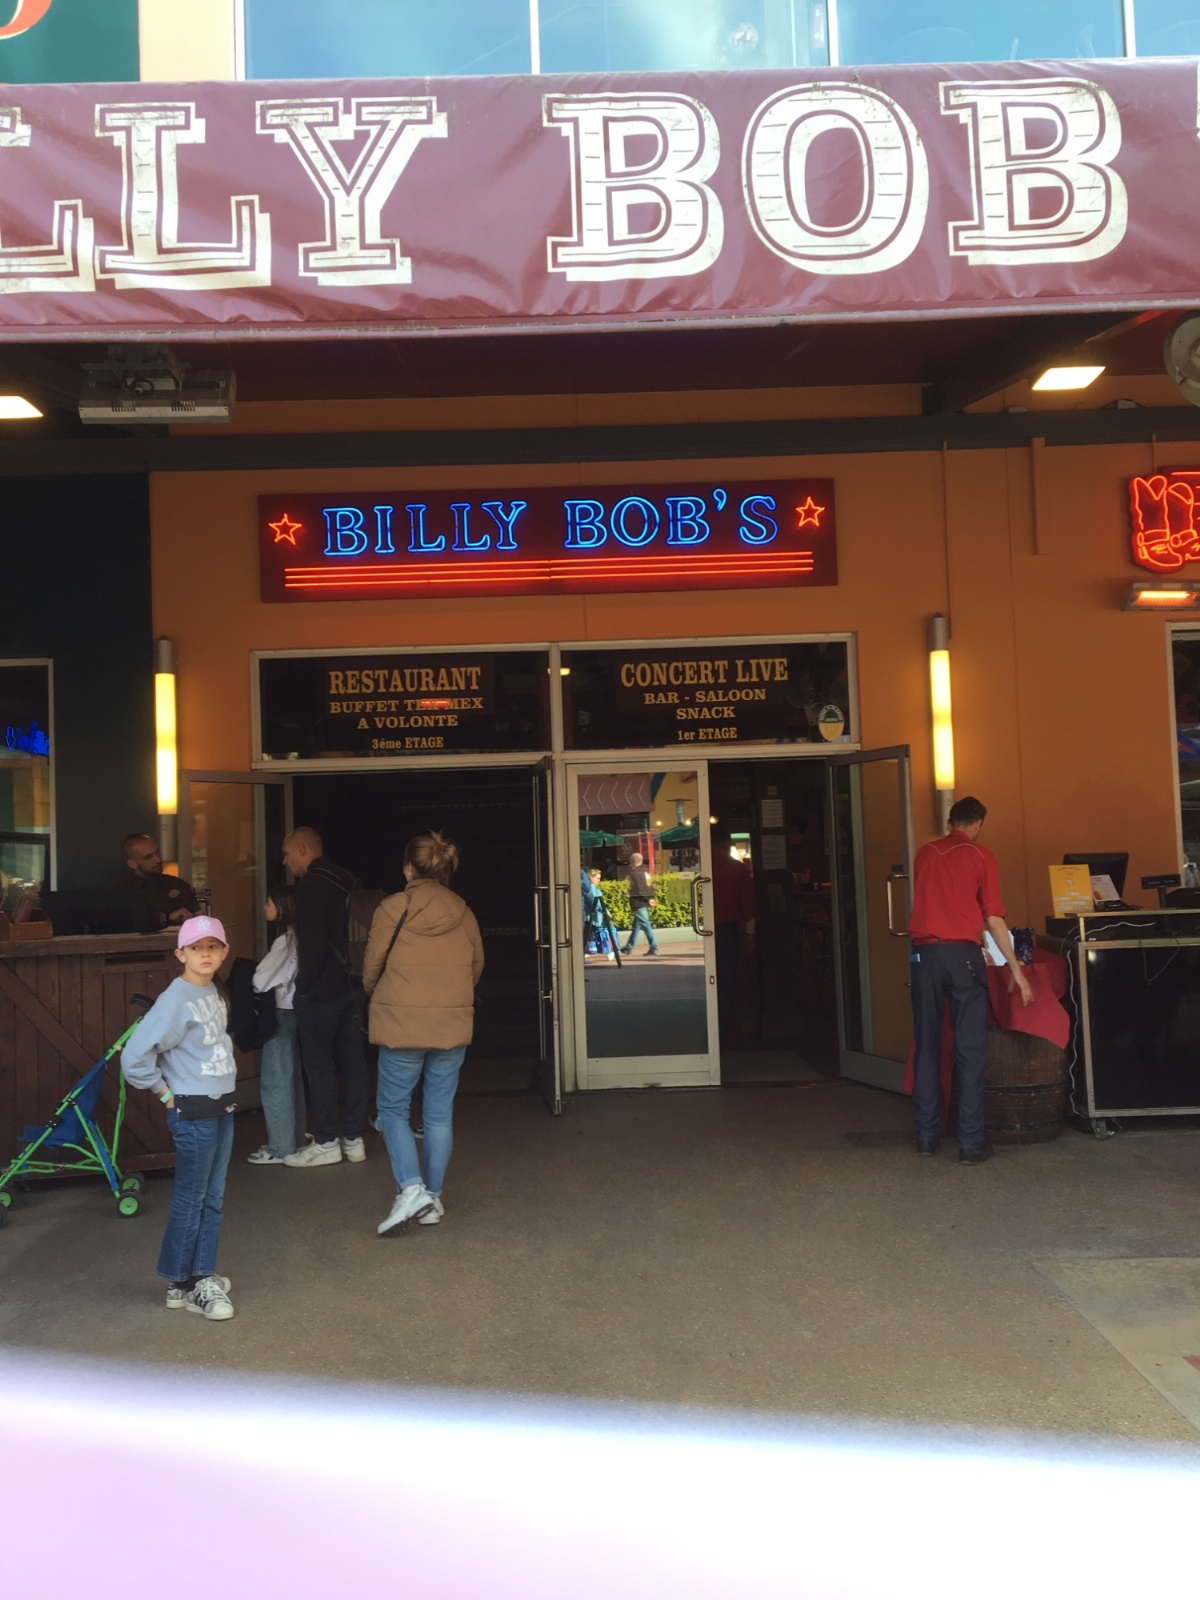 LLY BOB'
BILLY BOB'S
RESTAURANT
BUFFET TEX MEX
A VOLONTE
3éme ETAGE
CONCERT LIVE
BAR - SALOON
SNACK
1er ETAGE